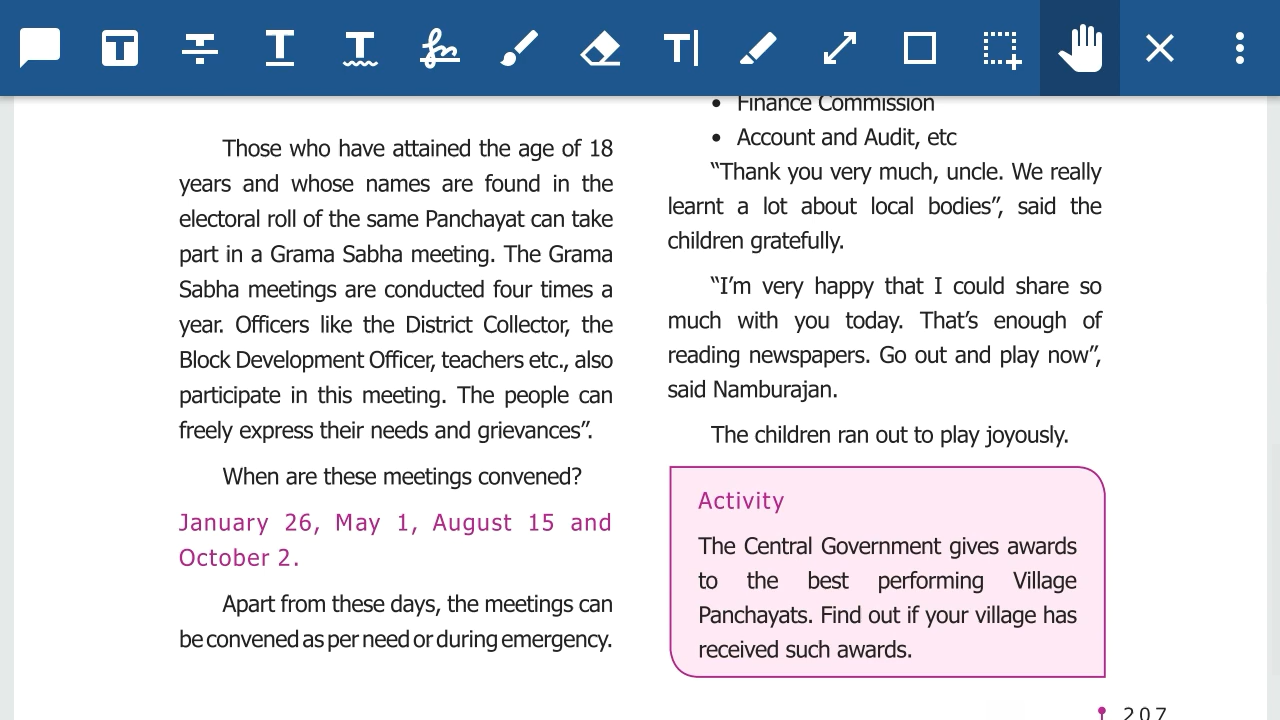 Those who have attained the age of 18
years and whose names are found in the
electoral roll of the same Panchayat can take
part in a Grama Sabha meeting. The Grama
Sabha meetings are conducted four times a
year. Officers like the District Collector, the
Block Development Officer, teachers etc., also
participate in this meeting. The people can
freely express their needs and grievances”.
When are these meetings convened?
January 26, May 1, August 15 and
October 2.
Apart from these days, the meetings can
be convened as per need or during emergency.
• Finance Commission
• Account and Audit, etc
“Thank you very much, uncle. We really
learnt a lot about local bodies”, said the
children gratefully.
“I’m very happy that I could share so
much with you today. That’s enough of
reading newspapers. Go out and play now”,
said Namburajan.
The children ran out to play joyously.
Activity
The Central Government gives awards
to the best performing Village
Panchayats. Find out if your village has
received such awards.
207